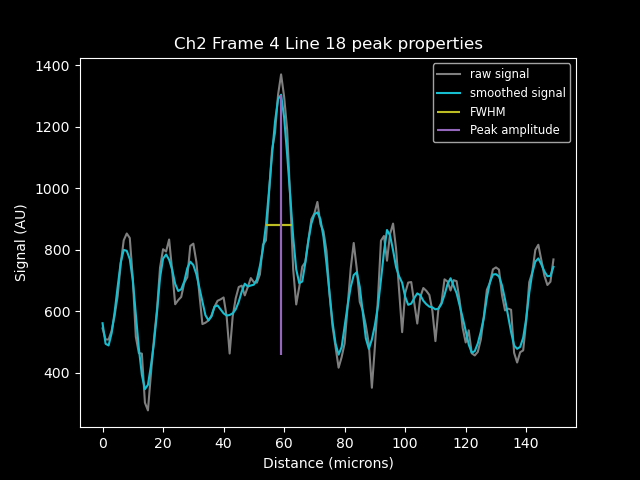 Ch2 Frame 4 Line 18 peak properties
raw signal
smoothed signal
FWHM
Peak amplitude
Signal (AU)
1400
1200
1000
800
600
400
0 20 40 60 80 100 120 140
Distance (microns)